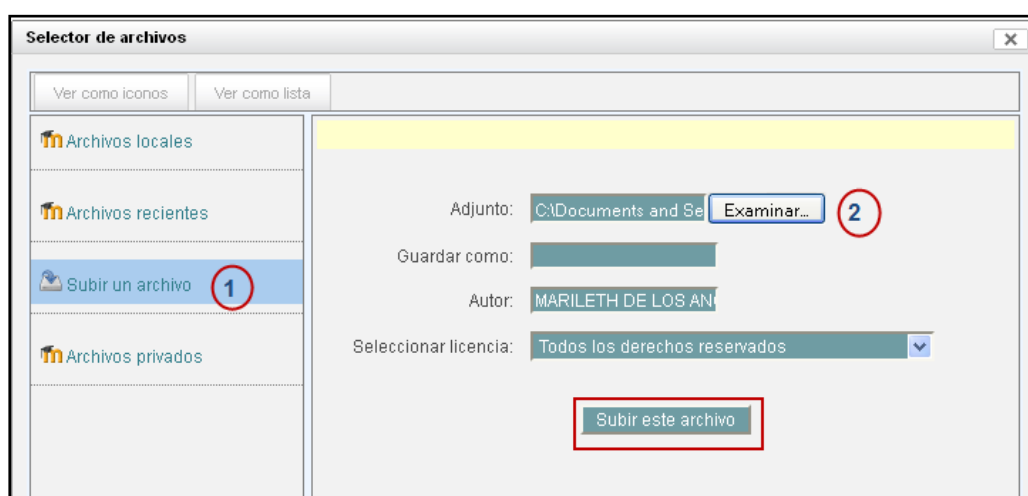 Selector de archivos
Ver como iconos
Ver como lista
Archivos locales
Archivos recientes
Subir un archivo 1
Archivos privados
Adjunto: C:\Documents and Se Examinar... 2
Guardar como:
Autor: MARILETH DE LOS
Seleccionar licencia: Todos los derechos reservados
Subir este archivo